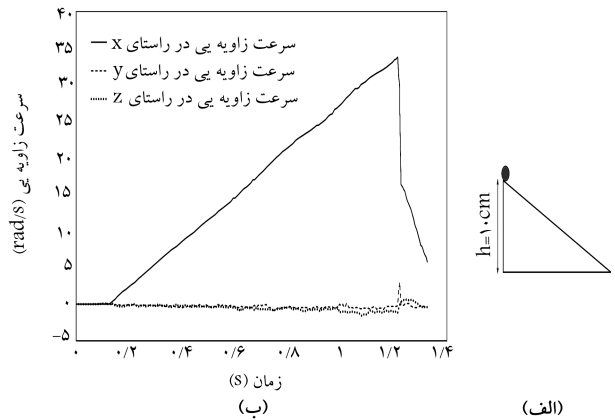 ۴۰
۳۵
۳۰
۲۵
۲۰
۱۵
۱۰
۵
۰
−۵
سرعت زاویه یی در راستای x
سرعت زاویه یی در راستای y
سرعت زاویه یی در راستای z
سرعت زاویه یی (rad/s)
۰ ۰/۲ ۰/۴ ۰/۶ ۰/۸ ۱ ۱/۲ ۱/۴
زمان (s)
(ب)
h=۱۰cm
(الف)